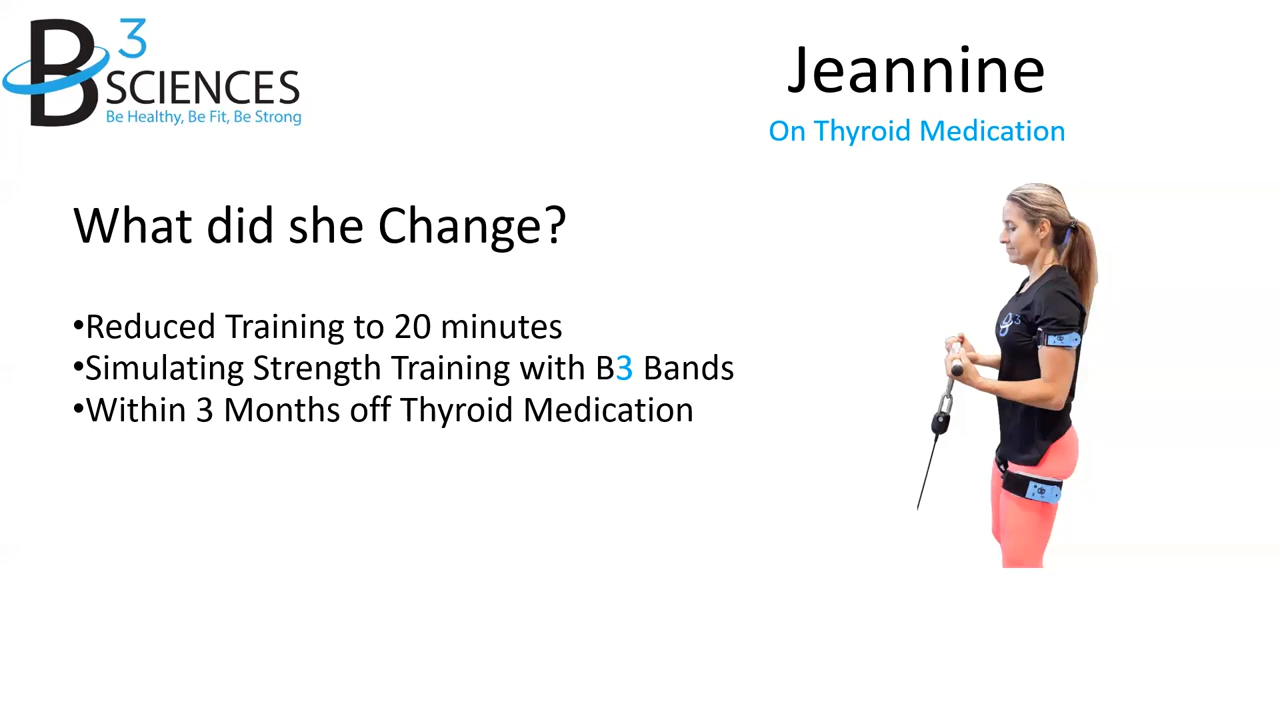 B3 SCIENCES
Be Healthy, Be Fit, Be Strong
Jeannine
On Thyroid Medication
What did she Change?
•Reduced Training to 20 minutes
•Simulating Strength Training with B3 Bands
•Within 3 Months off Thyroid Medication